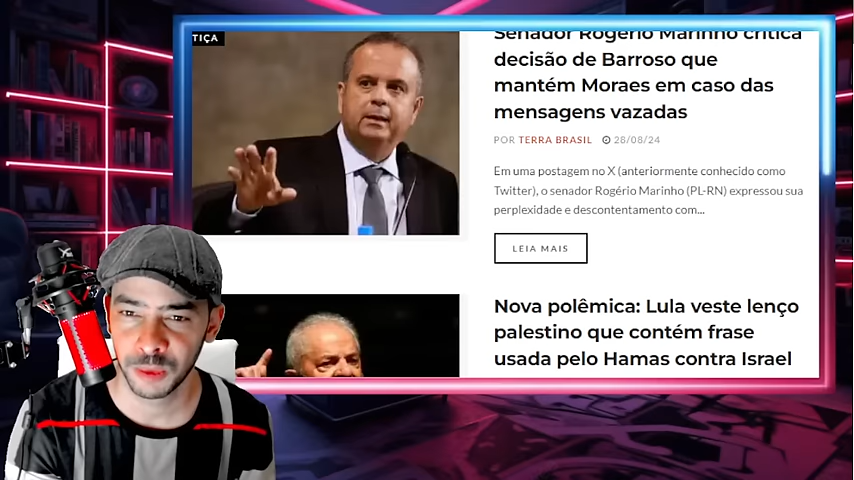 TIÇA
Senador Rogério Marinho critica
decisão de Barroso que
mantém Moraes em caso das
mensagens vazadas
POR TERRA BRASIL 28/08/24
Em uma postagem no X (anteriormente conhecido como
Twitter), o senador Rogério Marinho (PL-RN) expressou sua
perplexidade e descontentamento com...
LEIA MAIS
Nova polêmica: Lula veste lenço
palestino que contém frase
usada pelo Hamas contra Israel